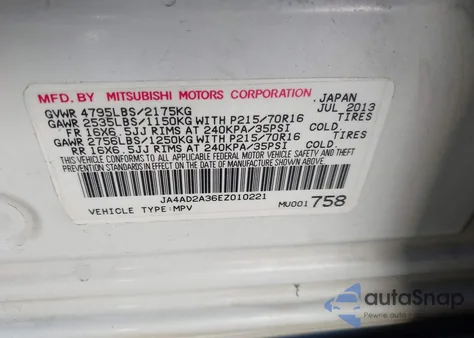 MFD. BY MITSUBISHI MOTORS CORPORATION. JAPAN
GVWR 4795LBS/2175KG JUL 2013
GAWR 2535LBS/1150KG WITH P215/70R16 TIRES
FR 16X6.5JJ RIMS AT 240KPA/35PSI COLD.
GAWR 2756LBS/1250KG WITH P215/70R16 TIRES
RR 16X6.5JJ RIMS AT 240KPA/35PSI COLD.
THIS VEHICLE CONFORMS TO ALL APPLICABLE FEDERAL MOTOR VEHICLE SAFETY
AND THEFT PREVENTION STANDARDS IN EFFECT ON THE DATE OF MANUFACTURE SHOWN ABOVE.
JA4AD2A36EZ010221
VEHICLE TYPE:MPV MU001 758
autoSnap
Pewne auto